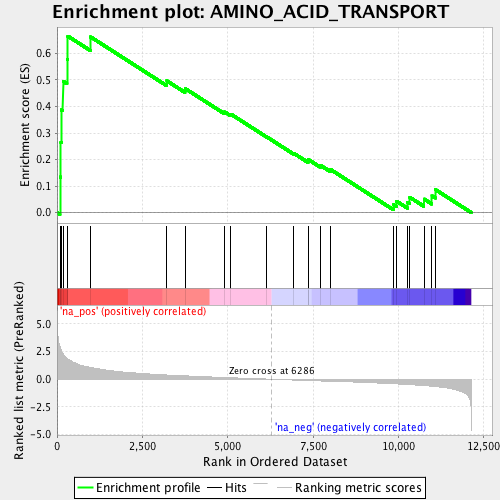 Enrichment plot: AMINO_ACID_TRANSPORT
Enrichment score (ES)
0.6
0.5
0.4
0.3
0.2
0.1
0.0
'na_pos' (positively correlated)
Ranked list metric (PreRanked)
5.0
2.5
0.0
-2.5
-5.0
Zero cross at 6286
'na_neg' (negatively correlated)
0
2,500
5,000
7,500
10,000
12,500
Rank in Ordered Dataset
Enrichment profile
Hits
Ranking metric scores